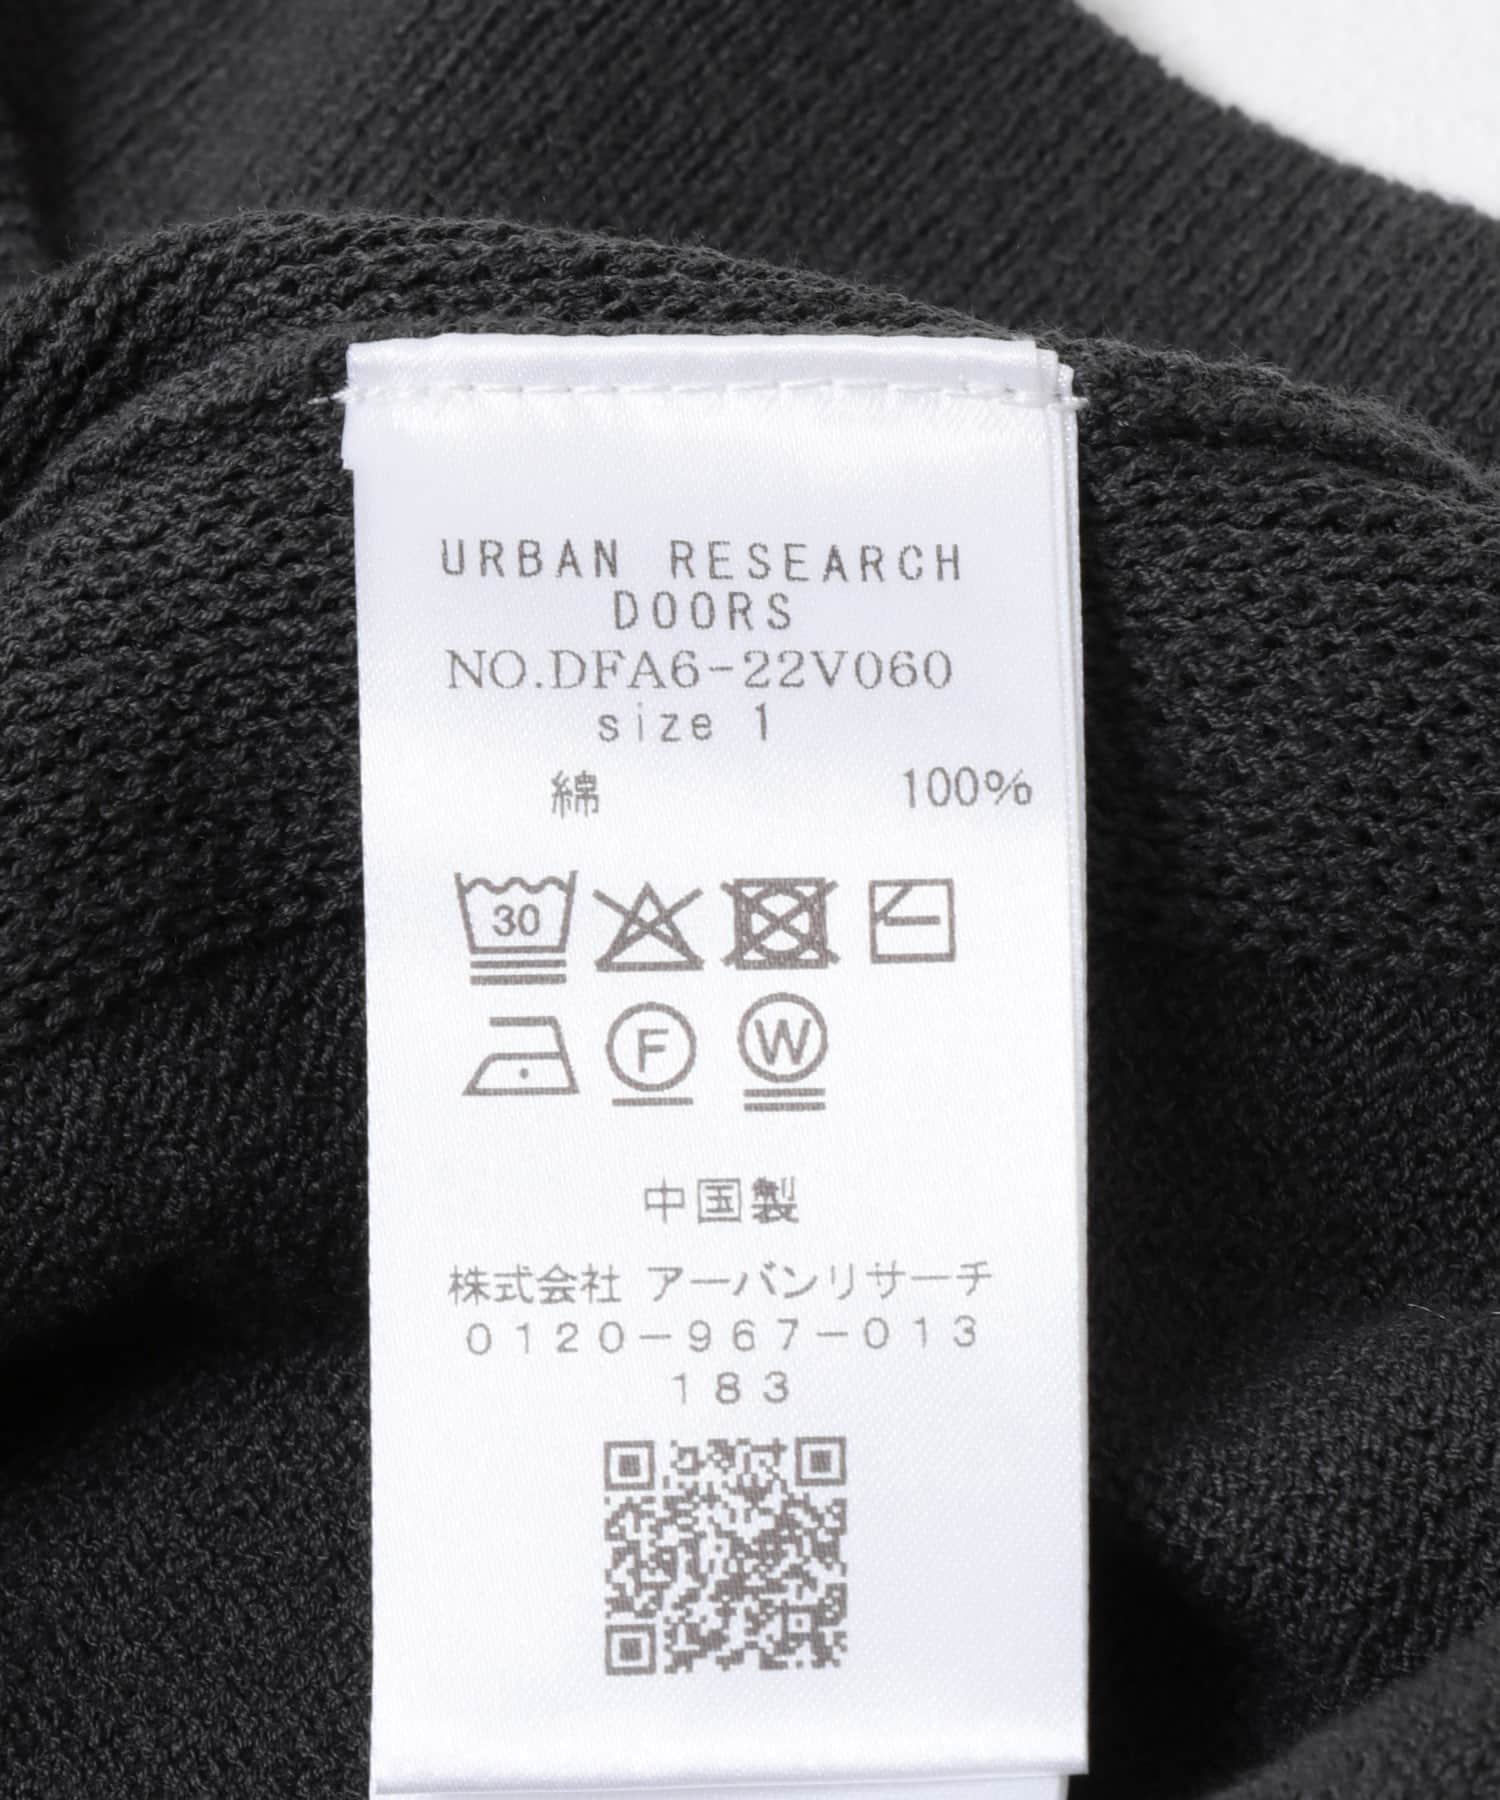 URBAN RESEARCH
DOORS
NO.DFA6-22V060
size 1
綿 100%
30
F W
中国製
株式会社 アーバンリサーチ
0120-967-013
183